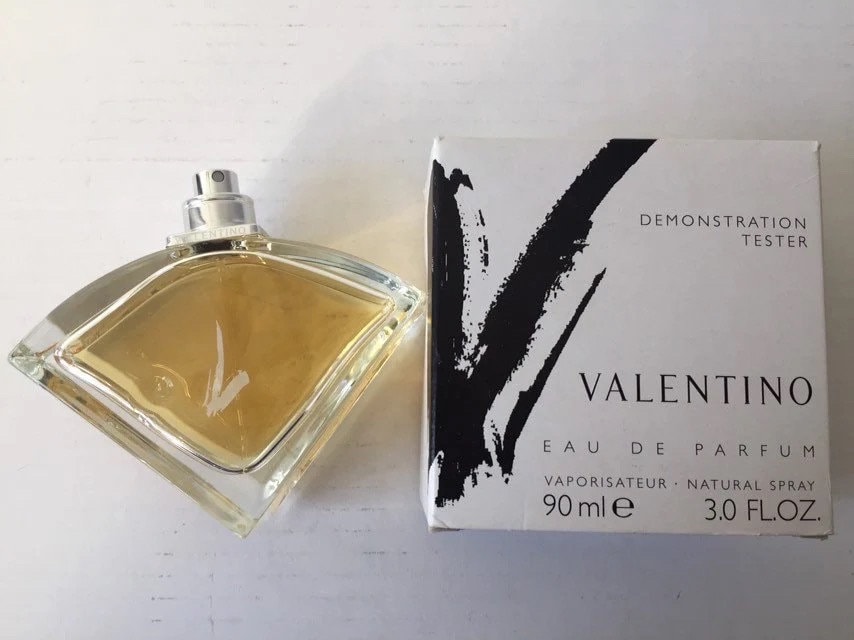 VALENTINO
V
DEMONSTRATION
TESTER
V
VALENTINO
EAU DE PARFUM
VAPORISATEUR · NATURAL SPRAY
90 ml e 3.0 FL.OZ.